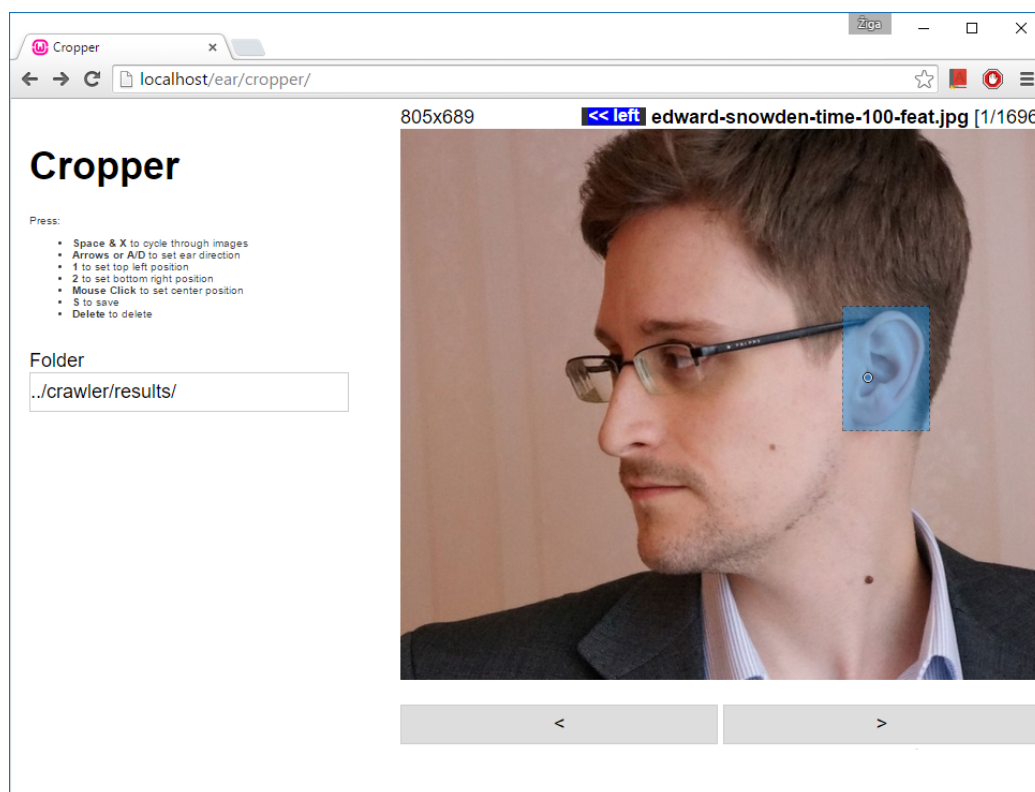 Žiga
Cropper
localhost/ear/cropper/
805x689
<< left
edward-snowden-time-100-feat.jpg [1/1696
Cropper
Press:
Space & X to cycle through images
Arrows or A/D to set ear direction
1 to set top left position
2 to set bottom right position
Mouse Click to set center position
S to save
Delete to delete
Folder
../crawler/results/
<
>